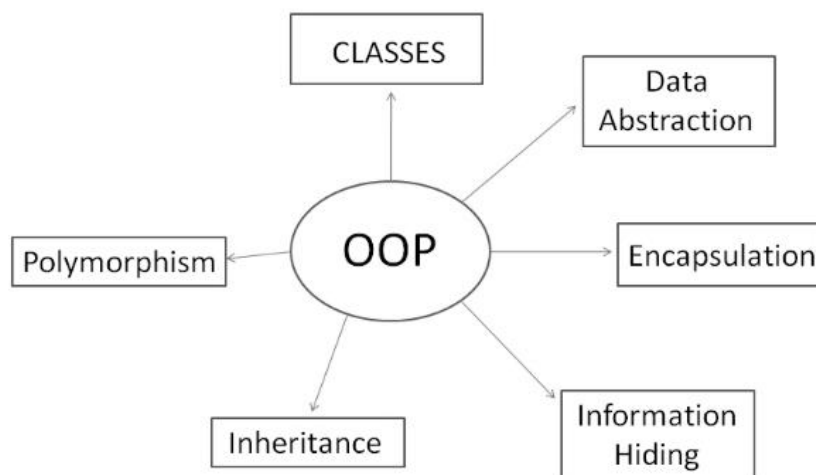 CLASSES
Data
Abstraction
OOP
Polymorphism
Encapsulation
Inheritance
Information
Hiding